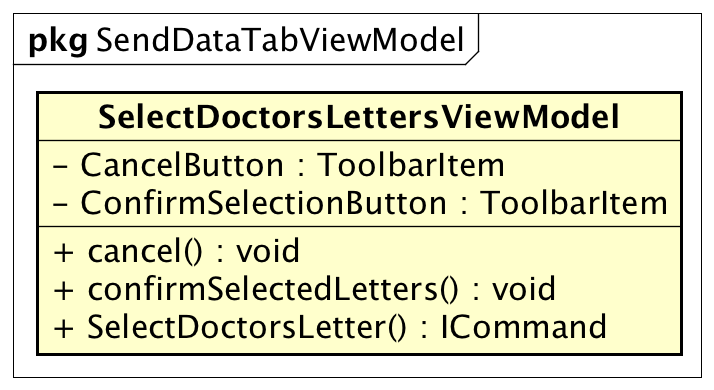 pkg SendDataTabViewModel
SelectDoctorsLettersViewModel
- CancelButton : ToolbarItem
- ConfirmSelectionButton : ToolbarItem
+ cancel() : void
+ confirmSelectedLetters() : void
+ SelectDoctorsLetter() : ICommand